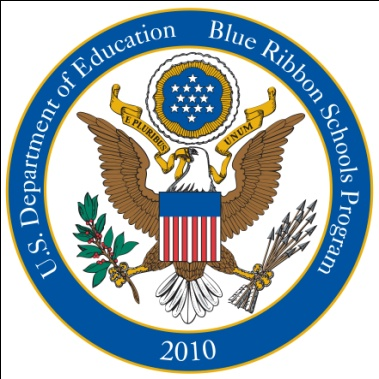 U.S. Department of Education Blue Ribbon Schools Program
E PLURIBUS UNUM
2010